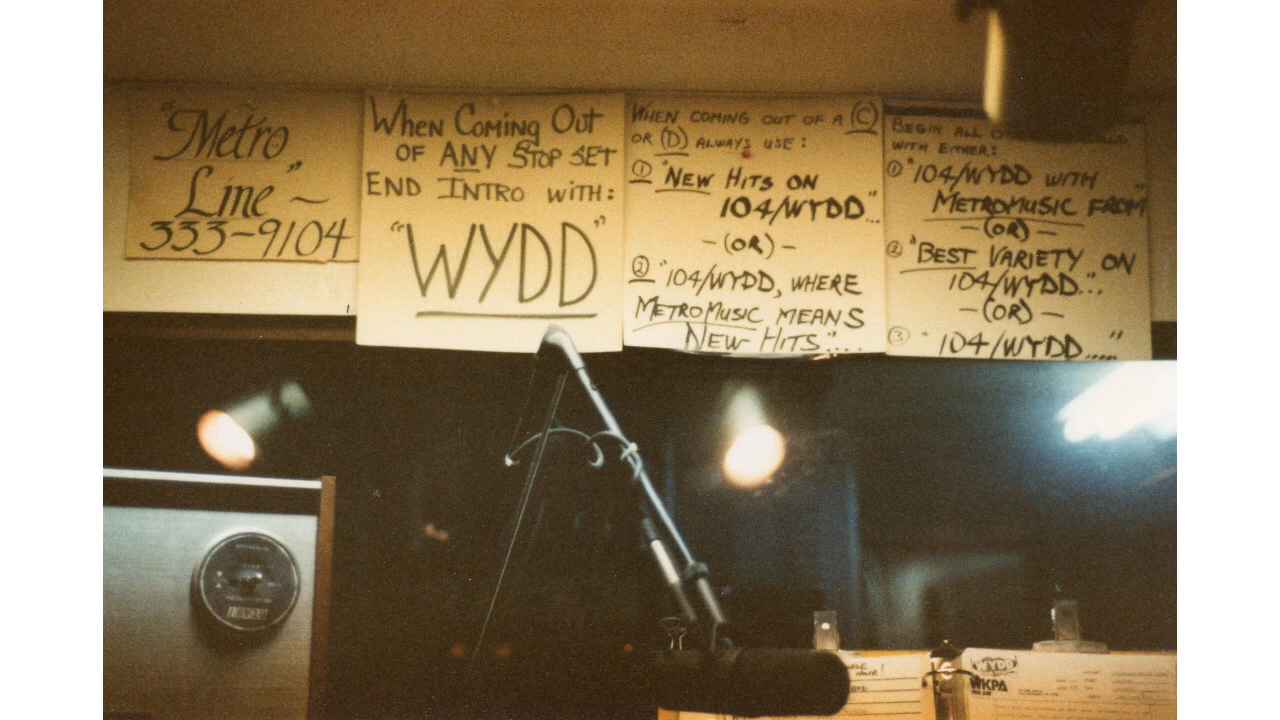 "Metro
Line" ~
333-9104
When Coming Out
OF ANY STOP SET
END INTRO WITH:
"WYDD"
WHEN COMING OUT OF A (C)
OR (D) ALWAYS USE:
① "NEW HITS ON
104/WYDD"...
-(OR)-
② "104/WYDD, WHERE
METROMUSIC MEANS
NEW HITS"....
BEGIN ALL
WITH EITHER:
① "104/WYDD WITH
METROMUSIC FROM"
-(OR)-
② "BEST VARIETY ON
104/WYDD...
-(OR)-
③ "104/WYDD....."
HOUR!
WYDD
WKPA